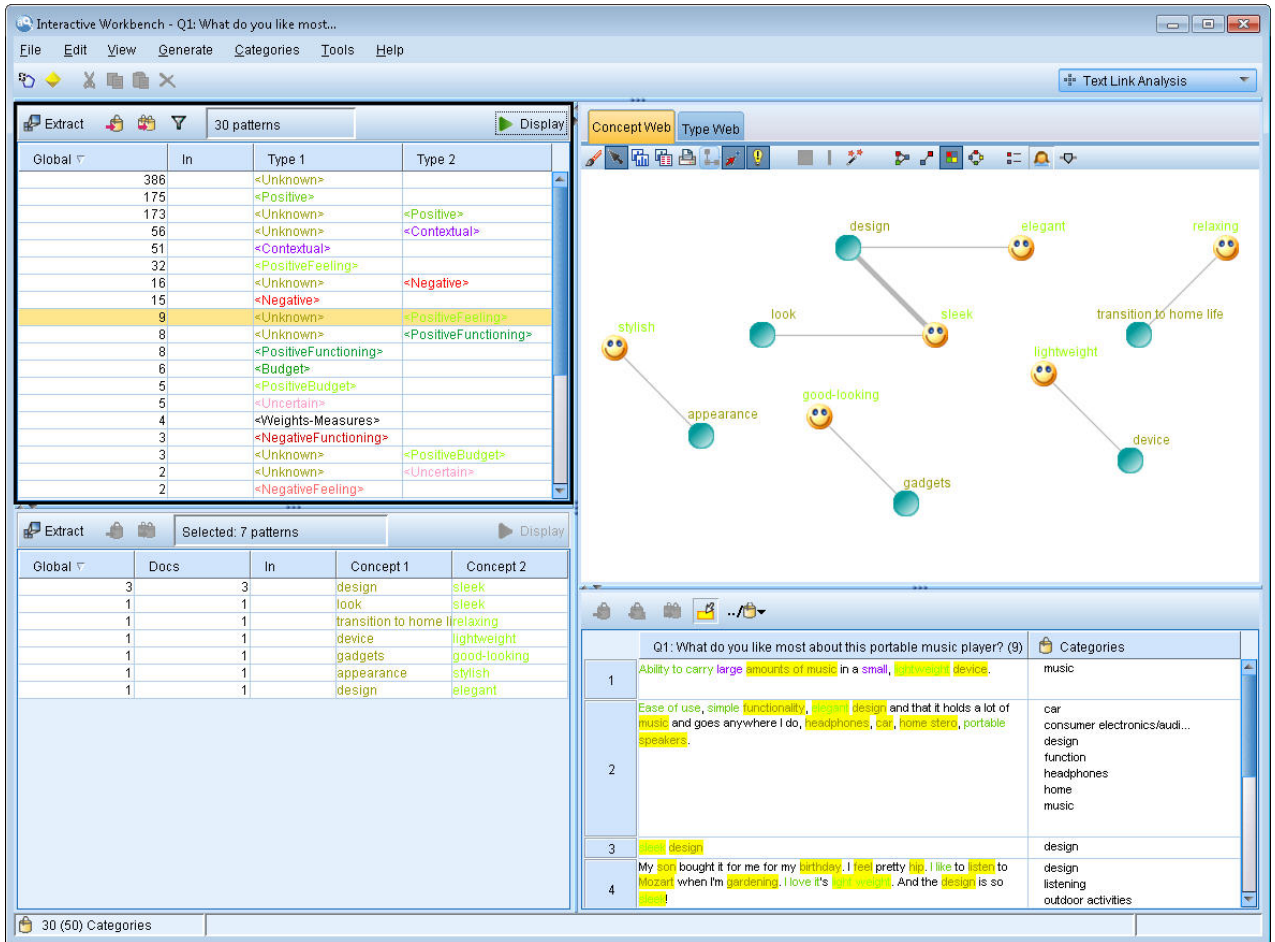 Interactive Workbench - Q1: What do you like most...
File Edit View Generate Categories Tools Help
Text Link Analysis
Extract 30 patterns Display
Global In Type 1 Type 2
386 <Unknown>
175 <Positive>
173 <Unknown> <Positive>
56 <Unknown> <Contextual>
51 <Contextual>
32 <PositiveFeeling>
16 <Unknown> <Negative>
15 <Negative>
9 <Unknown> <PositiveFeeling>
8 <Unknown> <PositiveFunctioning>
8 <PositiveFunctioning>
6 <Budget>
5 <PositiveBudget>
5 <Uncertain>
4 <Weights-Measures>
3 <NegativeFunctioning>
3 <Unknown> <PositiveBudget>
2 <Unknown> <Uncertain>
2 <NegativeFeeling>
Extract Selected: 7 patterns Display
Global Docs In Concept 1 Concept 2
3 3 design sleek
1 1 look sleek
1 1 transition to home li relaxing
1 1 device lightweight
1 1 gadgets good-looking
1 1 appearance stylish
1 1 design elegant
Concept Web Type Web
design elegant relaxing
look sleek transition to home life
stylish
lightweight
good-looking
appearance
device
gadgets
../
Q1: What do you like most about this portable music player? (9) Categories
1
Ability to carry large amounts of music in a small, lightweight device.
music
2
Ease of use, simple functionality, elegant design and that it holds a lot of
music and goes anywhere I do, headphones, car, home stero, portable
speakers.
car
consumer electronics/audi...
design
function
headphones
home
music
3
sleek design
design
4
My son bought it for me for my birthday. I feel pretty hip. I like to listen to
Mozart when I'm gardening. I love it's light weight. And the design is so
sleek!
design
listening
outdoor activities
30 (50) Categories